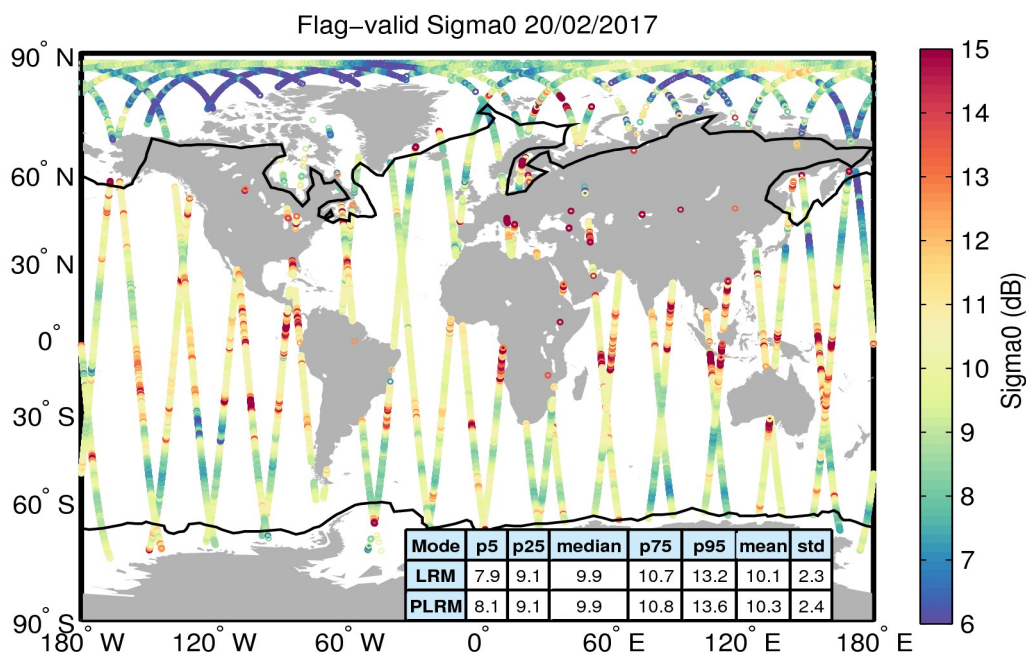 Flag-valid Sigma0 20/02/2017
90° N
60° N
30° N
0°
30° S
60° S
90° S
180° W
120° W
60° W
0°
60° E
120° E
180° E
15
14
13
12
11
10
9
8
7
6
Sigma0 (dB)
Mode p5 p25 median p75 p95 mean std
LRM 7.9 9.1 9.9 10.7 13.2 10.1 2.3
PLRM 8.1 9.1 9.9 10.8 13.6 10.3 2.4